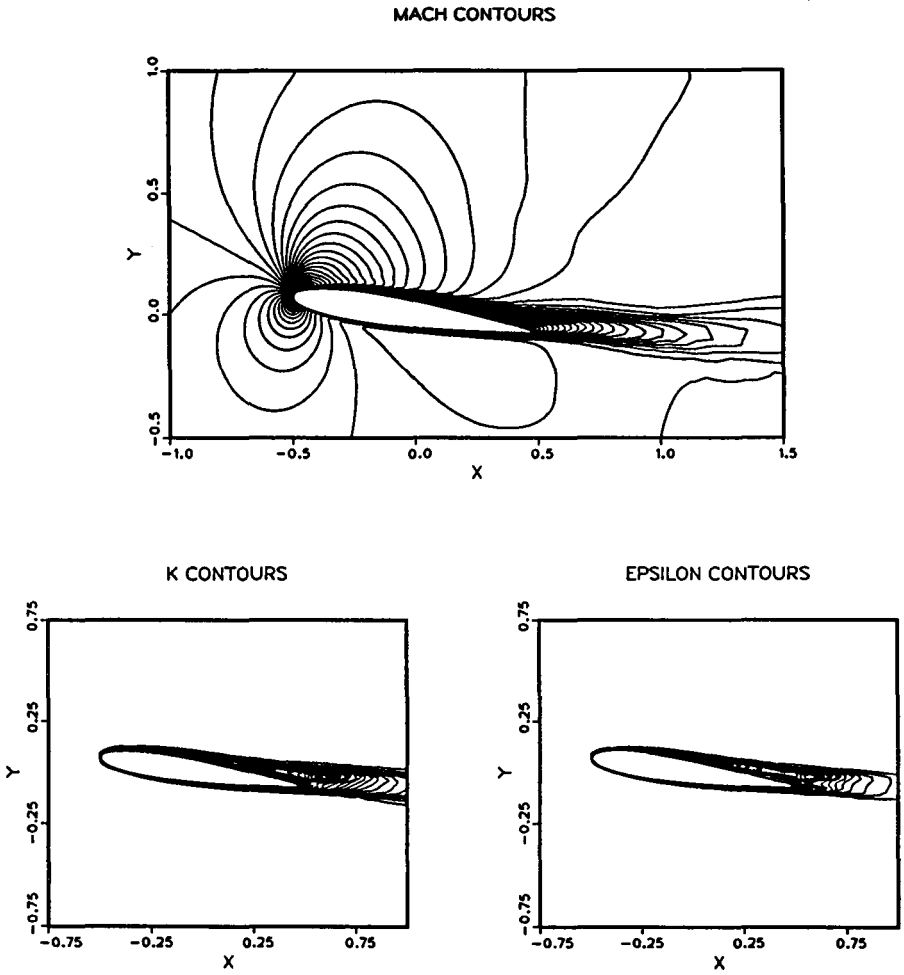 MACH CONTOURS
1.0
0.5
0.0
-0.5
Y
-1.0 -0.5 0.0 0.5 1.0 1.5
X
K CONTOURS
0.75
0.25
-0.25
-0.75
Y
-0.75 -0.25 0.25 0.75
X
EPSILON CONTOURS
0.75
0.25
-0.25
-0.75
Y
-0.75 -0.25 0.25 0.75
X